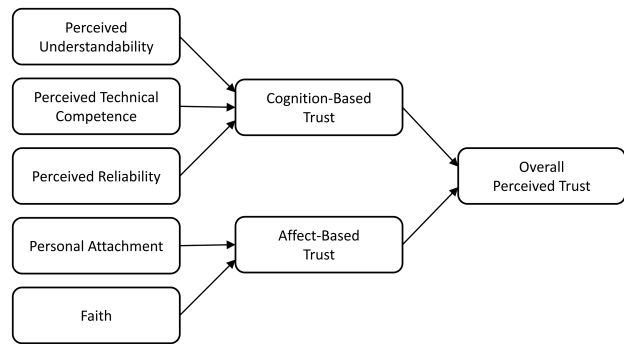 Perceived
Understandability
Perceived Technical
Competence
Perceived Reliability
Personal Attachment
Faith
Cognition-Based
Trust
Affect-Based
Trust
Overall
Perceived Trust